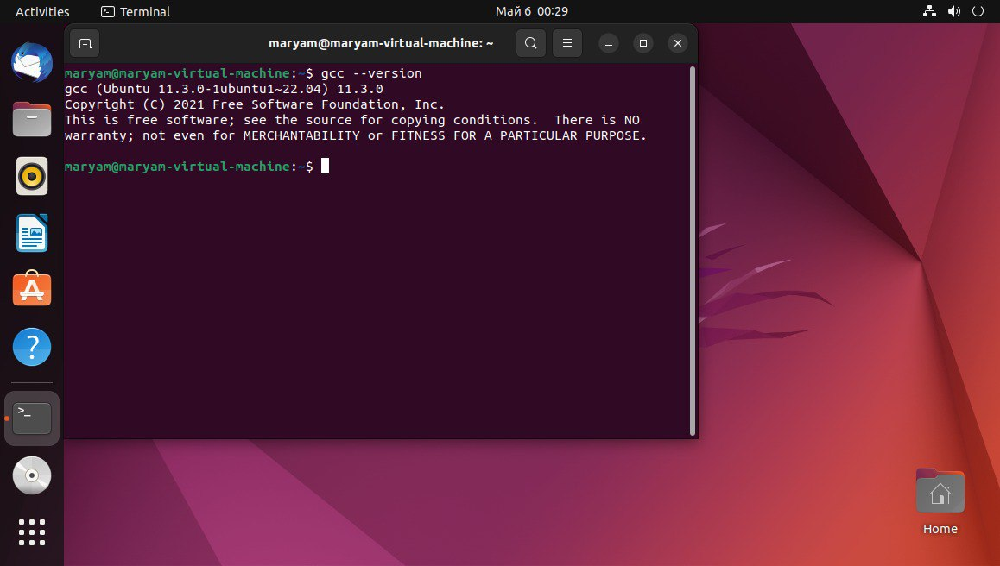 Activities
Terminal
Май 6 00:29
maryam@maryam-virtual-machine: ~
maryam@maryam-virtual-machine:~$ gcc --version
gcc (Ubuntu 11.3.0-1ubuntu1~22.04) 11.3.0
Copyright (C) 2021 Free Software Foundation, Inc.
This is free software; see the source for copying conditions.  There is NO
warranty; not even for MERCHANTABILITY or FITNESS FOR A PARTICULAR PURPOSE.
maryam@maryam-virtual-machine:~$
Home